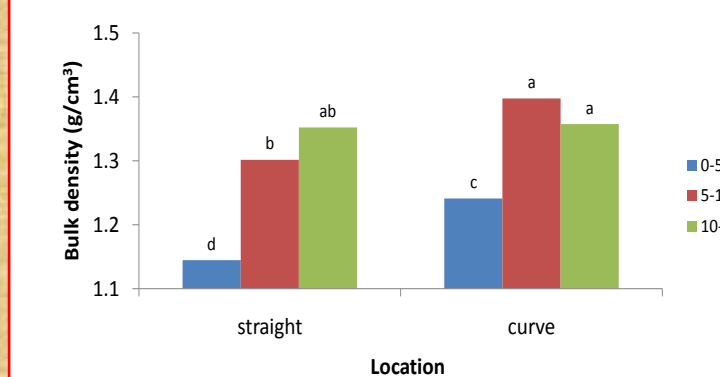 Bulk density (g/cm³)
1.5
1.4
1.3
1.2
1.1
d
b
ab
c
a
a
straight
curve
Location
0-5
5-1
10-